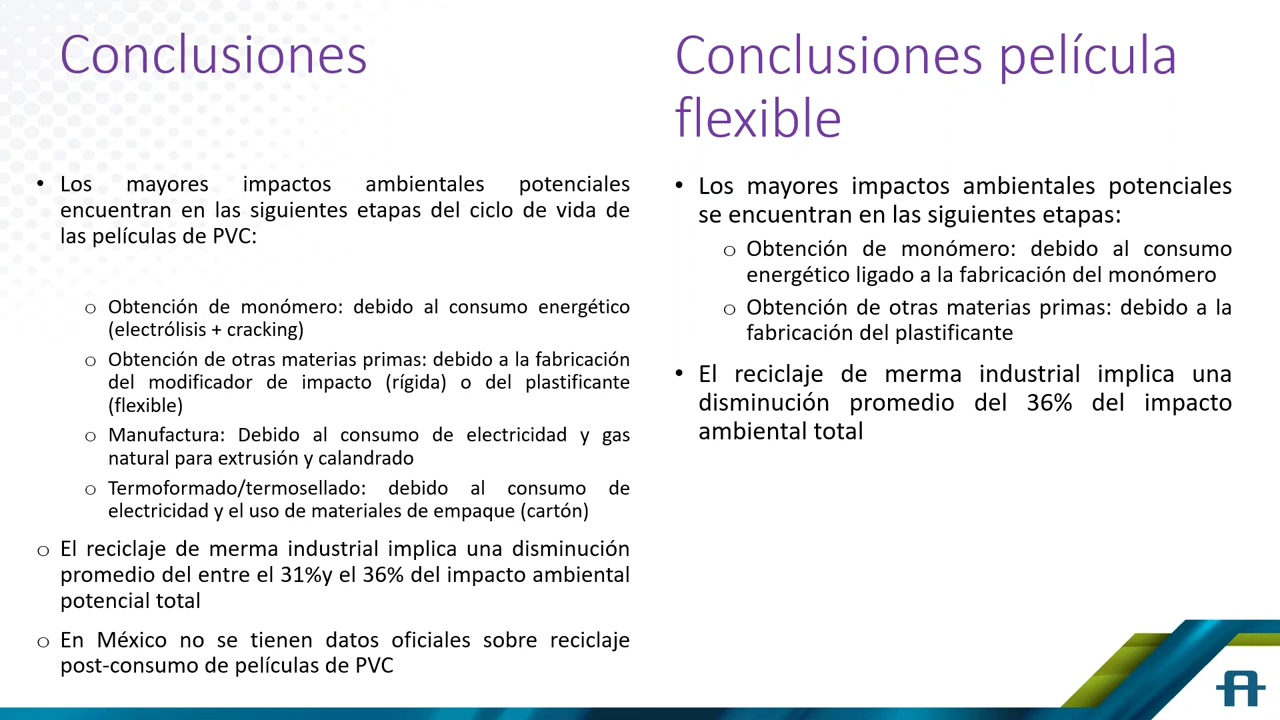 Conclusiones
• Los mayores impactos ambientales potenciales
encuentran en las siguientes etapas del ciclo de vida de
las películas de PVC:
o Obtención de monómero: debido al consumo energético
(electrólisis + cracking)
o Obtención de otras materias primas: debido a la fabricación
del modificador de impacto (rígida) o del plastificante
(flexible)
o Manufactura: Debido al consumo de electricidad y gas
natural para extrusión y calandrado
o Termoformado/termosellado: debido al consumo de
electricidad y el uso de materiales de empaque (cartón)
o El reciclaje de merma industrial implica una disminución
promedio del entre el 31%y el 36% del impacto ambiental
potencial total
o En México no se tienen datos oficiales sobre reciclaje
post-consumo de películas de PVC
Conclusiones película
flexible
• Los mayores impactos ambientales potenciales
se encuentran en las siguientes etapas:
o Obtención de monómero: debido al consumo
energético ligado a la fabricación del monómero
o Obtención de otras materias primas: debido a la
fabricación del plastificante
• El reciclaje de merma industrial implica una
disminución promedio del 36% del impacto
ambiental total